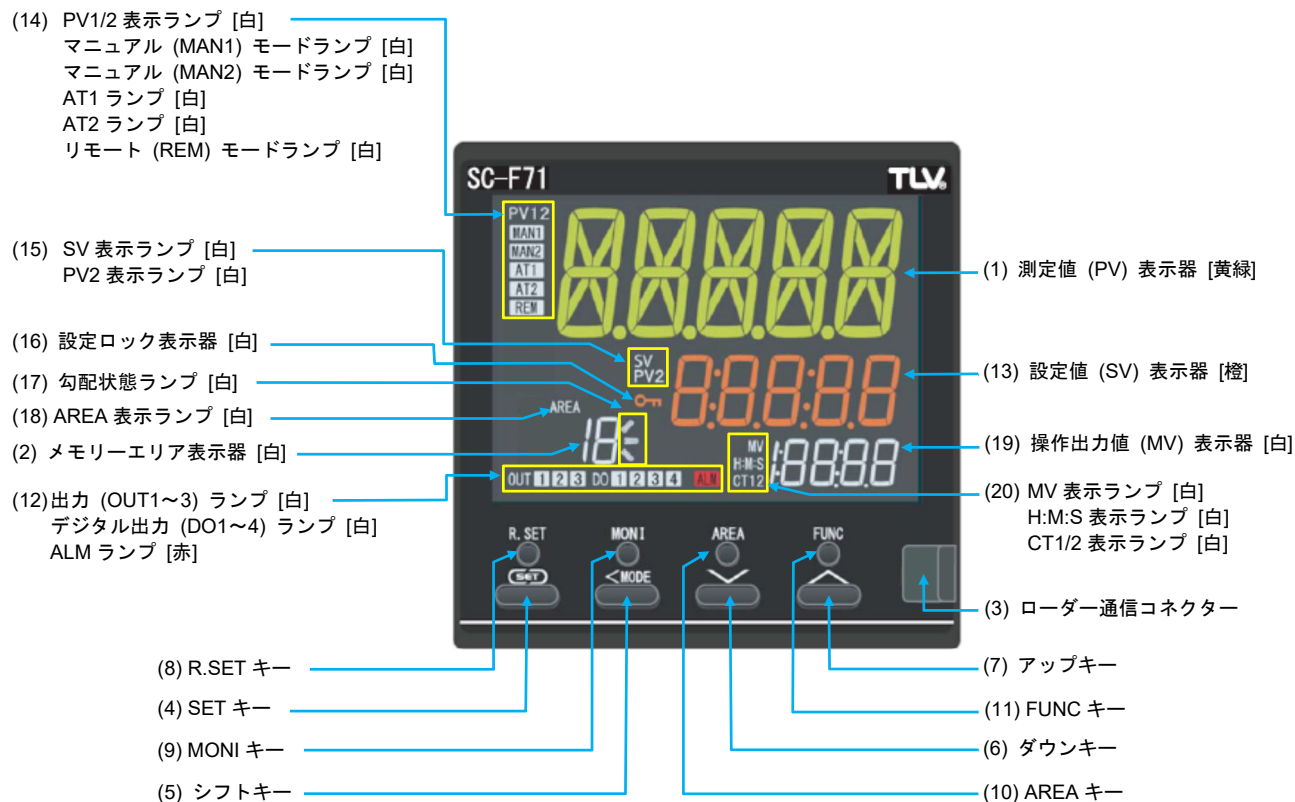 (14) PV1/2 表示ランプ [白]
マニュアル (MAN1) モードランプ [白]
マニュアル (MAN2) モードランプ [白]
AT1 ランプ [白]
AT2 ランプ [白]
リモート (REM) モードランプ [白]
(15) SV 表示ランプ [白]
PV2 表示ランプ [白]
(16) 設定ロック表示器 [白]
(17) 勾配状態ランプ [白]
(18) AREA 表示ランプ [白]
(2) メモリーエリア表示器 [白]
(12)出力 (OUT1～3) ランプ [白]
デジタル出力 (DO1～4) ランプ [白]
ALM ランプ [赤]
SC-F71 TLV®
PV12
MAN1
MAN2
AT1
AT2
REM
SV
PV2
8:8:8:8:8
AREA
18
MV
H:M:S
CT12
1:88:8.8
OUT 1 2 3 DO 1 2 3 4 ALM
R.SET MONI AREA FUNC
SET <MODE
(1) 測定値 (PV) 表示器 [黄緑]
(13) 設定値 (SV) 表示器 [橙]
(19) 操作出力値 (MV) 表示器 [白]
(20) MV 表示ランプ [白]
H:M:S 表示ランプ [白]
CT1/2 表示ランプ [白]
(3) ローダー通信コネクター
(8) R.SET キー
(4) SET キー
(9) MONI キー
(5) シフトキー
(7) アップキー
(11) FUNC キー
(6) ダウンキー
(10) AREA キー